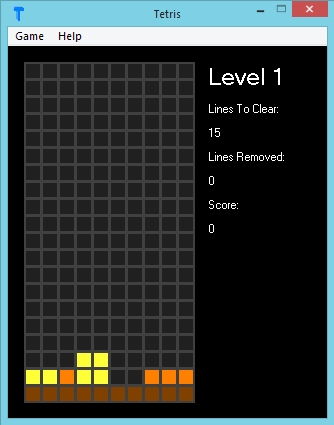 Tetris
Game Help
Level 1
Lines To Clear:
15
Lines Removed:
0
Score:
0